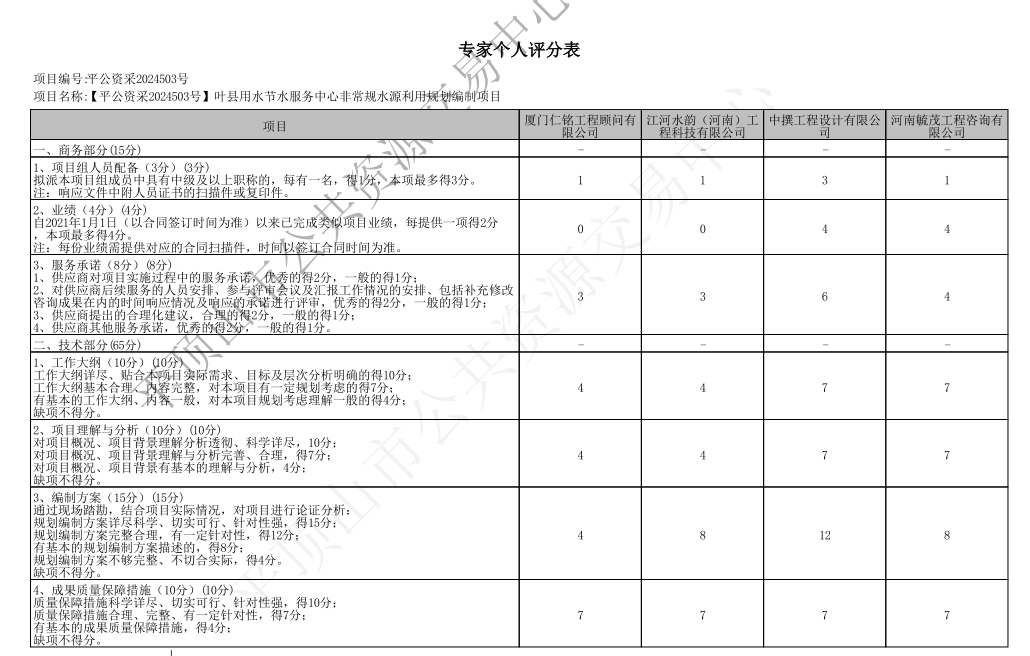 专家个人评分表
项目编号:平公资采2024503号
项目名称:【平公资采2024503号】叶县用水节水服务中心非常规水源利用规划编制项目
项目 厦门仁铭工程顾问有限公司 江河水韵（河南）工程科技有限公司 中撰工程设计有限公司 河南毓茂工程咨询有限公司
一、商务部分(15分) - - - -
1、项目组人员配备（3分）(3分)
拟派本项目组成员中具有中级及以上职称的，每有一名，得1分，本项最多得3分。 1 1 3 1
注：响应文件中附人员证书的扫描件或复印件。
2、业绩（4分）(4分)
自2021年1月1日（以合同签订时间为准）以来已完成类似项目业绩，每提供一项得2分 0 0 4 4
，本项最多得4分。
注：每份业绩需提供对应的合同扫描件，时间以签订合同时间为准。
3、服务承诺（8分）(8分)
1、供应商对项目实施过程中的服务承诺，优秀的得2分，一般的得1分；
2、对供应商后续服务的人员安排、参与评审会议及汇报工作情况的安排、包括补充修改
咨询成果在内的时间响应情况及响应的承诺进行评审，优秀的得2分，一般的得1分； 3 3 6 4
3、供应商提出的合理化建议，合理的得2分，一般的得1分；
4、供应商其他服务承诺，优秀的得2分，一般的得1分。
二、技术部分(65分) - - - -
1、工作大纲（10分）(10分)
工作大纲详尽、贴合本项目实际需求、目标及层次分析明确的得10分；
工作大纲基本合理、内容完整，对本项目有一定规划考虑的得7分； 4 4 7 7
有基本的工作大纲、内容一般，对本项目规划考虑理解一般的得4分；
缺项不得分。
2、项目理解与分析（10分）(10分)
对项目概况、项目背景理解分析透彻、科学详尽，10分；
对项目概况、项目背景理解分析完善、合理，得7分； 4 4 7 7
对项目概况、项目背景有基本的理解与分析，4分；
缺项不得分。
3、编制方案（15分）(15分)
通过现场踏勘，结合项目实际情况，对项目进行论证分析：
规划编制方案详尽科学、切实可行、针对性强，得15分；
规划编制方案完整合理，有一定针对性，得12分； 4 8 12 8
有基本的规划编制方案描述的，得8分；
规划编制方案不够完整、不切合实际，得4分。
缺项不得分。
4、成果质量保障措施（10分）(10分)
质量保障措施科学详尽、切实可行、针对性强，得10分；
质量保障措施合理、完整、有一定针对性，得7分； 7 7 7 7
有基本的成果质量保障措施，得4分；
缺项不得分。
平顶山市公共资源交易中心
平顶山市公共资源交易中心